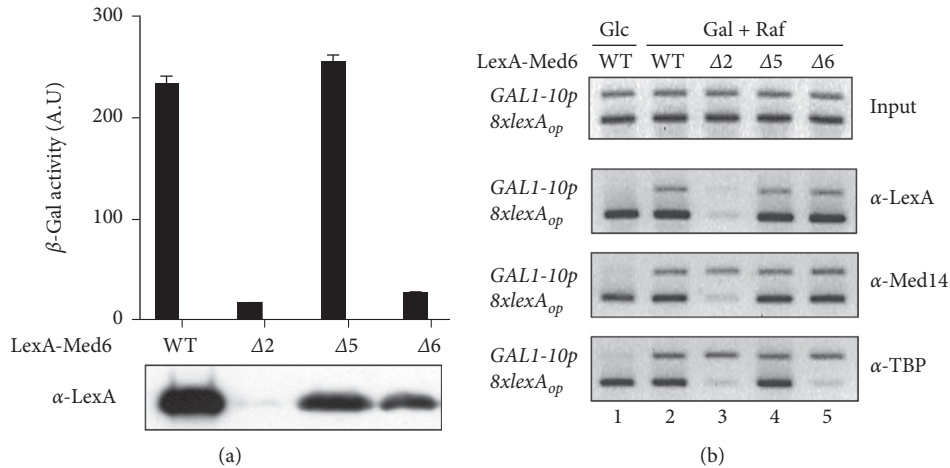 300
200
100
0
β-Gal activity (A.U)
LexA-Med6 WT Δ2 Δ5 Δ6
α-LexA
(a)
Glc Gal + Raf
LexA-Med6 WT WT Δ2 Δ5 Δ6
GAL1-10p
8xlexAop
Input
GAL1-10p
8xlexAop
α-LexA
GAL1-10p
8xlexAop
α-Med14
GAL1-10p
8xlexAop
α-TBP
1 2 3 4 5
(b)